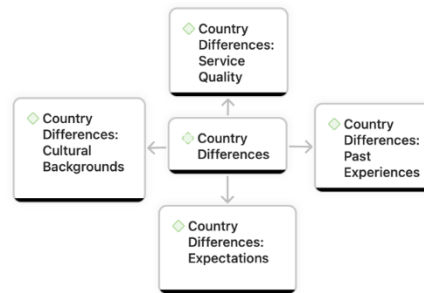 Country
Differences:
Service
Quality
Country
Differences:
Cultural
Backgrounds
Country
Differences
Country
Differences:
Past
Experiences
Country
Differences:
Expectations